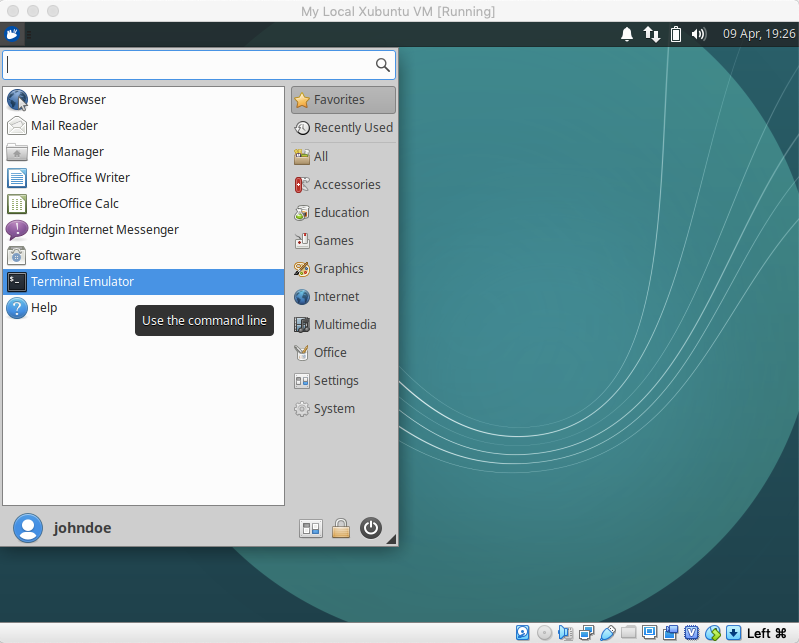 My Local Xubuntu VM [Running]
09 Apr, 19:26
Web Browser
Mail Reader
File Manager
LibreOffice Writer
LibreOffice Calc
Pidgin Internet Messenger
Software
Terminal Emulator
Help
Use the command line
Favorites
Recently Used
All
Accessories
Education
Games
Graphics
Internet
Multimedia
Office
Settings
System
johndoe
Left ⌘